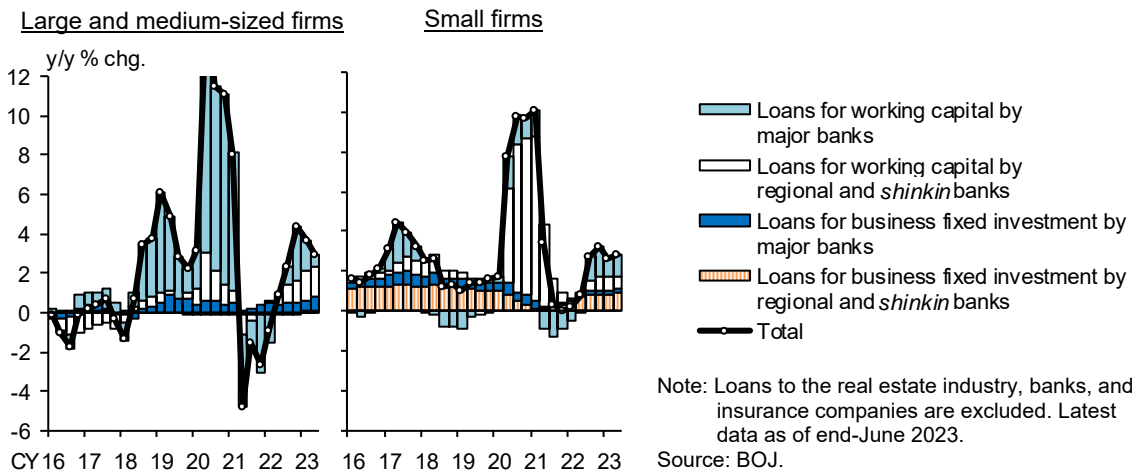 Large and medium-sized firms
Small firms
y/y % chg.
12
10
8
6
4
2
0
-2
-4
-6
CY 16 17 18 19 20 21 22 23
16 17 18 19 20 21 22 23
Loans for working capital by
major banks
Loans for working capital by
regional and shinkin banks
Loans for business fixed investment by
major banks
Loans for business fixed investment by
regional and shinkin banks
Total
Note: Loans to the real estate industry, banks, and
insurance companies are excluded. Latest
data as of end-June 2023.
Source: BOJ.